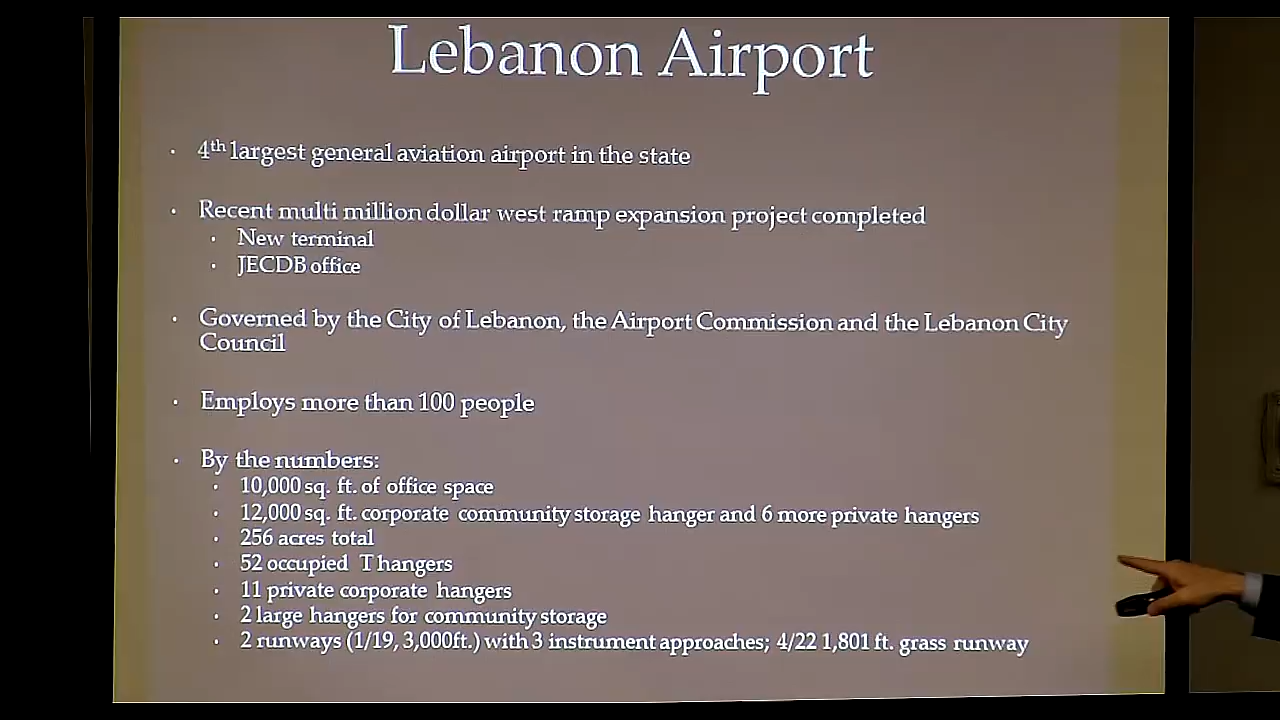 Lebanon Airport
· 4th largest general aviation airport in the state
· Recent multi million dollar west ramp expansion project completed
· New terminal
· JECDB office
· Governed by the City of Lebanon, the Airport Commission and the Lebanon City
Council
· Employs more than 100 people
· By the numbers:
· 10,000 sq. ft. of office space
· 12,000 sq. ft. corporate community storage hanger and 6 more private hangers
· 256 acres total
· 52 occupied T hangers
· 11 private corporate hangers
· 2 large hangers for community storage
· 2 runways (1/19, 3,000ft.) with 3 instrument approaches; 4/22 1,801 ft. grass runway